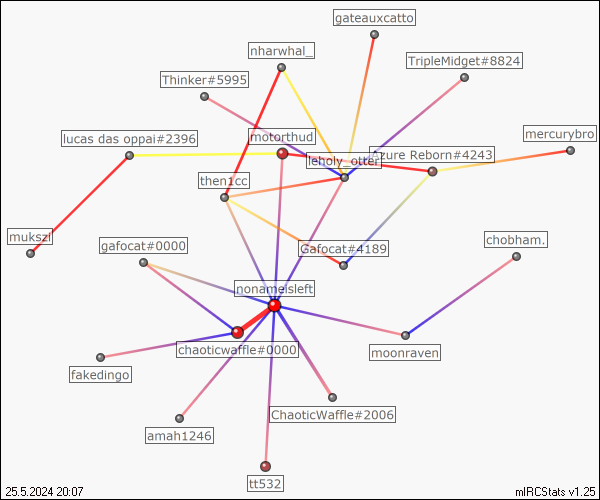 gateauxcatto
nharwhal_
TripleMidget#8824
Thinker#5995
mercurybro
lucas das oppai#2396
motorthud
leholy_otter
Azure Reborn#4243
then1cc
mukszi
gafocat#0000
Gafocat#4189
chobham.
nonameisleft
chaoticwaffle#0000
moonraven
fakedingo
ChaoticWaffle#2006
amah1246
tt532
25.5.2024 20:07
mIRCStats v1.25